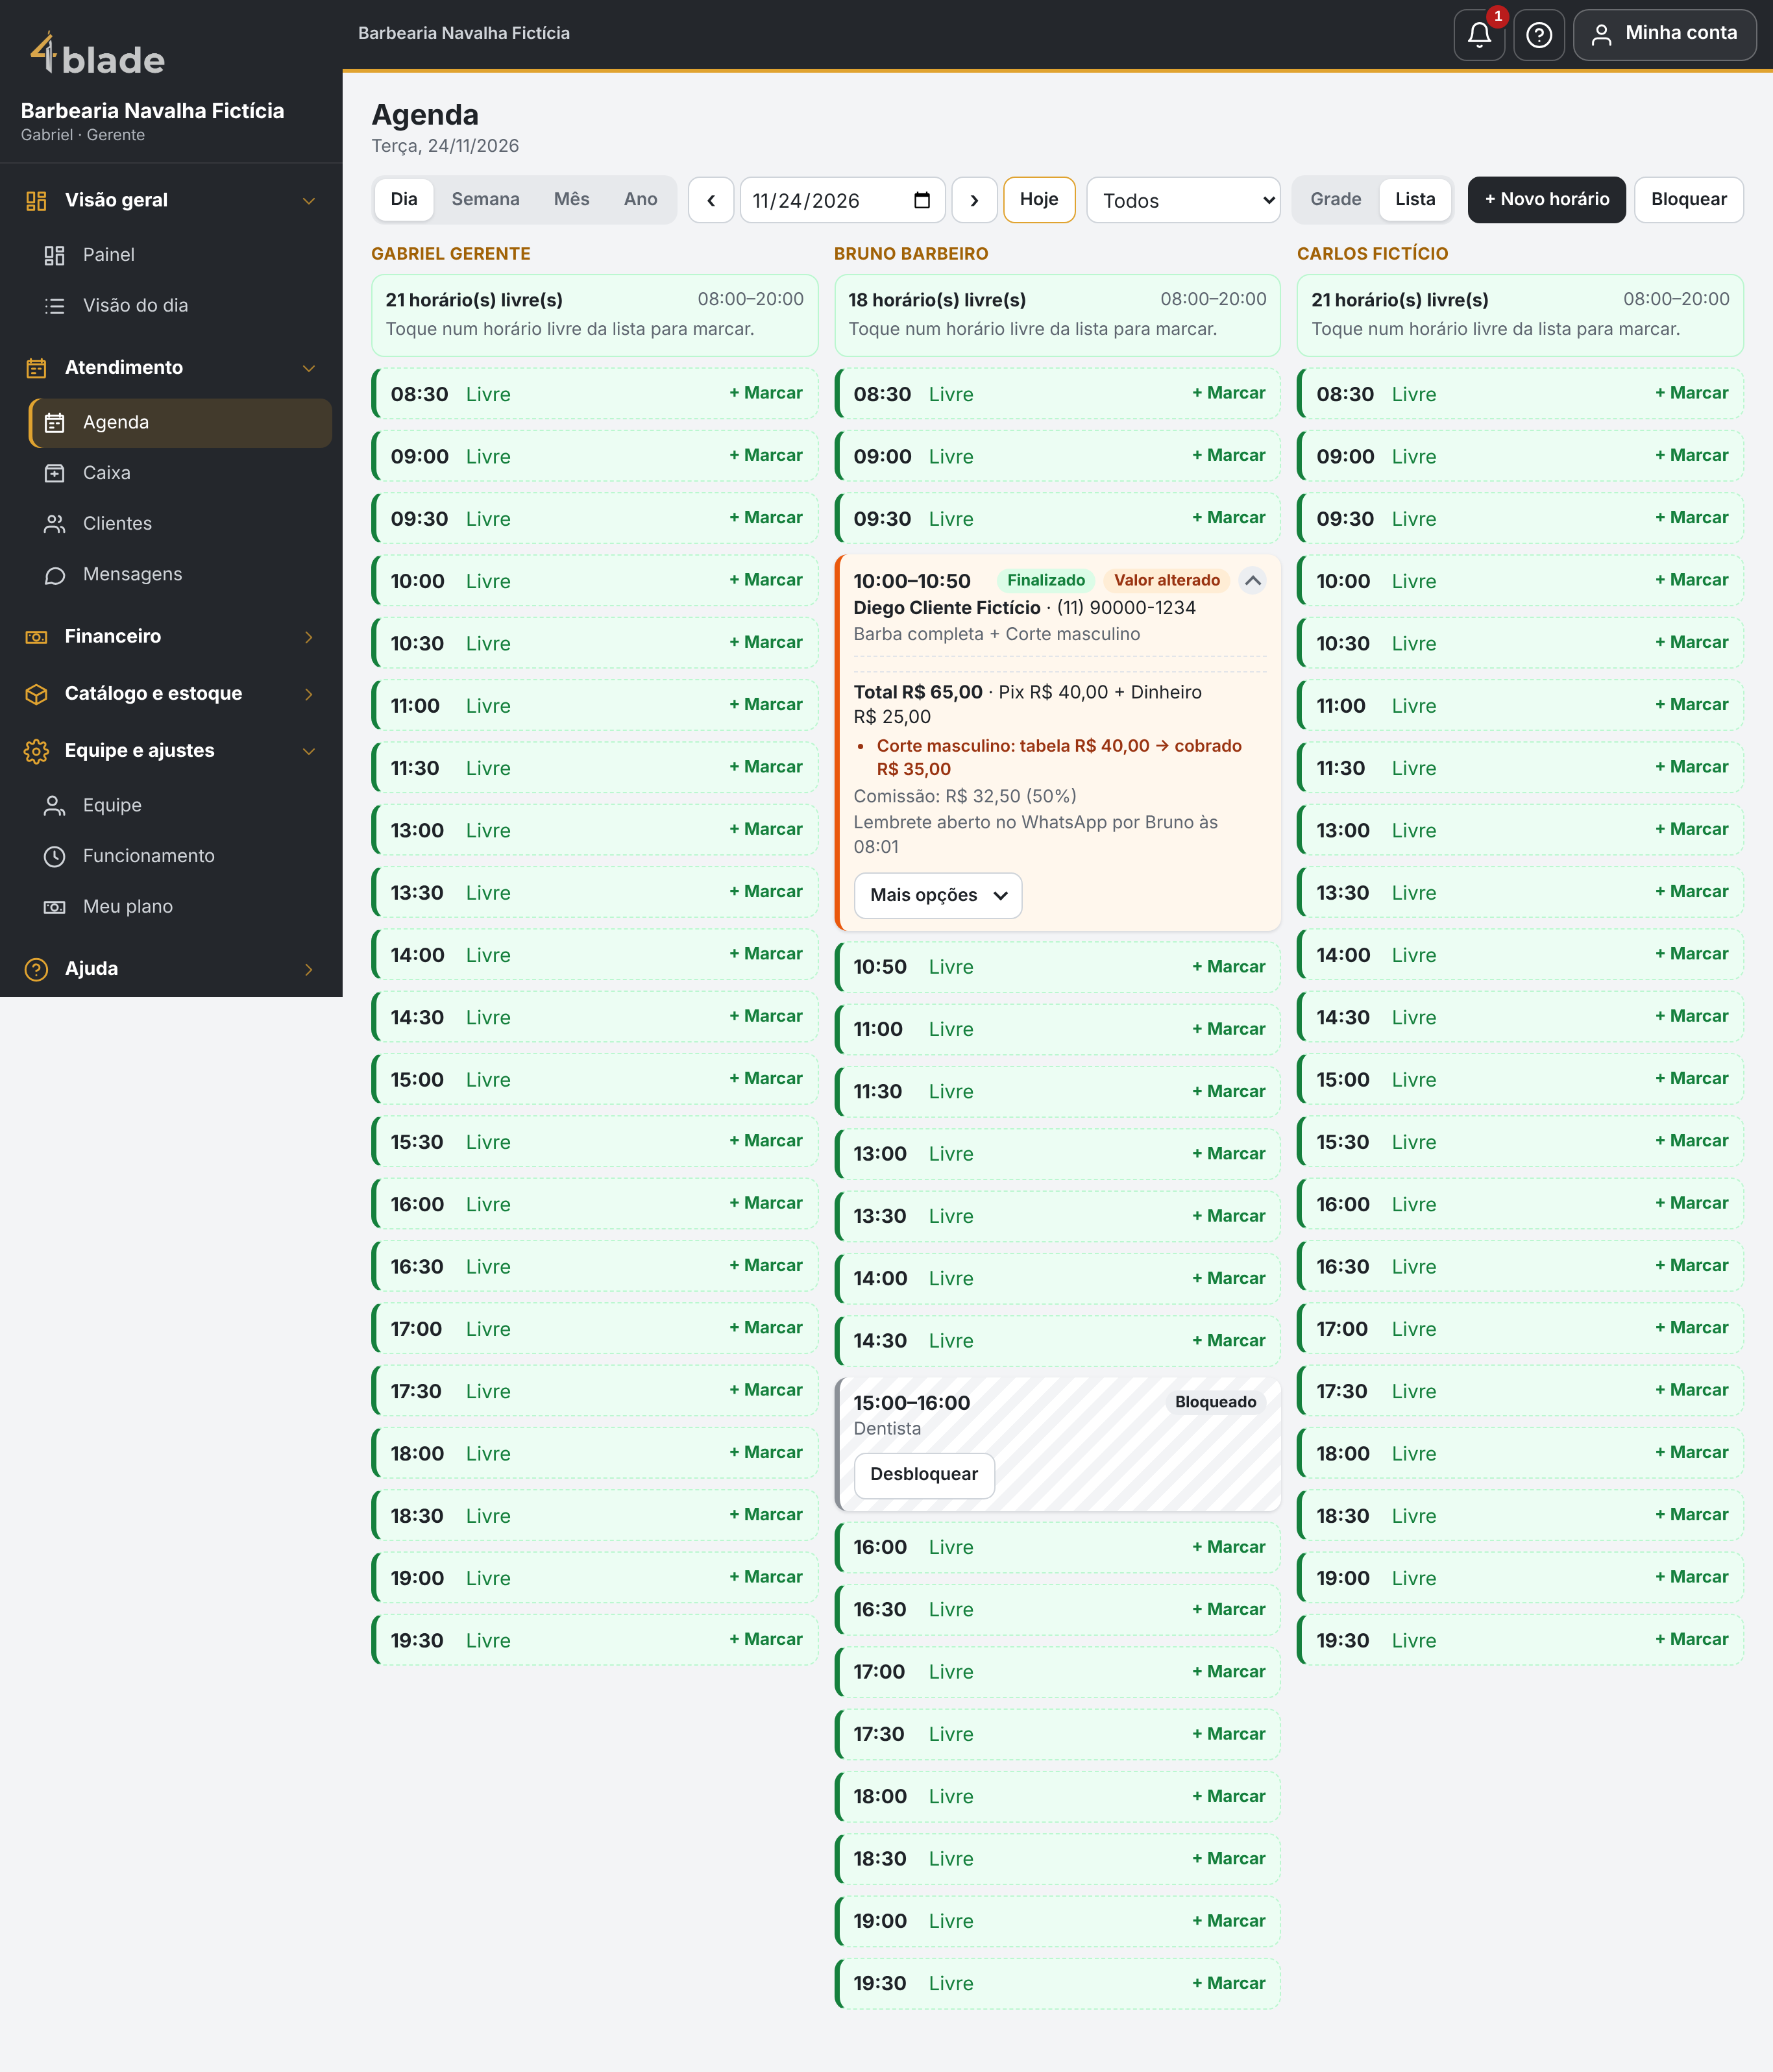 4blade
Barbearia Navalha Fictícia
Gabriel · Gerente
Visão geral
Painel
Visão do dia
Atendimento
Agenda
Caixa
Clientes
Mensagens
Financeiro
Catálogo e estoque
Equipe e ajustes
Equipe
Funcionamento
Meu plano
Ajuda
Barbearia Navalha Fictícia
1
Minha conta
Agenda
Terça, 24/11/2026
Dia Semana Mês Ano
11/24/2026
Hoje
Todos
Grade Lista
+ Novo horário
Bloquear
GABRIEL GERENTE
21 horário(s) livre(s) 08:00–20:00
Toque num horário livre da lista para marcar.
08:30 Livre + Marcar
09:00 Livre + Marcar
09:30 Livre + Marcar
10:00 Livre + Marcar
10:30 Livre + Marcar
11:00 Livre + Marcar
11:30 Livre + Marcar
13:00 Livre + Marcar
13:30 Livre + Marcar
14:00 Livre + Marcar
14:30 Livre + Marcar
15:00 Livre + Marcar
15:30 Livre + Marcar
16:00 Livre + Marcar
16:30 Livre + Marcar
17:00 Livre + Marcar
17:30 Livre + Marcar
18:00 Livre + Marcar
18:30 Livre + Marcar
19:00 Livre + Marcar
19:30 Livre + Marcar
BRUNO BARBEIRO
18 horário(s) livre(s) 08:00–20:00
Toque num horário livre da lista para marcar.
08:30 Livre + Marcar
09:00 Livre + Marcar
09:30 Livre + Marcar
10:00–10:50 Finalizado Valor alterado
Diego Cliente Fictício · (11) 90000-1234
Barba completa + Corte masculino
Total R$ 65,00 · Pix R$ 40,00 + Dinheiro
R$ 25,00
• Corte masculino: tabela R$ 40,00 → cobrado
R$ 35,00
Comissão: R$ 32,50 (50%)
Lembrete aberto no WhatsApp por Bruno às
08:01
Mais opções
10:50 Livre + Marcar
11:00 Livre + Marcar
11:30 Livre + Marcar
13:00 Livre + Marcar
13:30 Livre + Marcar
14:00 Livre + Marcar
14:30 Livre + Marcar
15:00–16:00 Bloqueado
Dentista
Desbloquear
16:00 Livre + Marcar
16:30 Livre + Marcar
17:00 Livre + Marcar
17:30 Livre + Marcar
18:00 Livre + Marcar
18:30 Livre + Marcar
19:00 Livre + Marcar
19:30 Livre + Marcar
CARLOS FICTÍCIO
21 horário(s) livre(s) 08:00–20:00
Toque num horário livre da lista para marcar.
08:30 Livre + Marcar
09:00 Livre + Marcar
09:30 Livre + Marcar
10:00 Livre + Marcar
10:30 Livre + Marcar
11:00 Livre + Marcar
11:30 Livre + Marcar
13:00 Livre + Marcar
13:30 Livre + Marcar
14:00 Livre + Marcar
14:30 Livre + Marcar
15:00 Livre + Marcar
15:30 Livre + Marcar
16:00 Livre + Marcar
16:30 Livre + Marcar
17:00 Livre + Marcar
17:30 Livre + Marcar
18:00 Livre + Marcar
18:30 Livre + Marcar
19:00 Livre + Marcar
19:30 Livre + Marcar